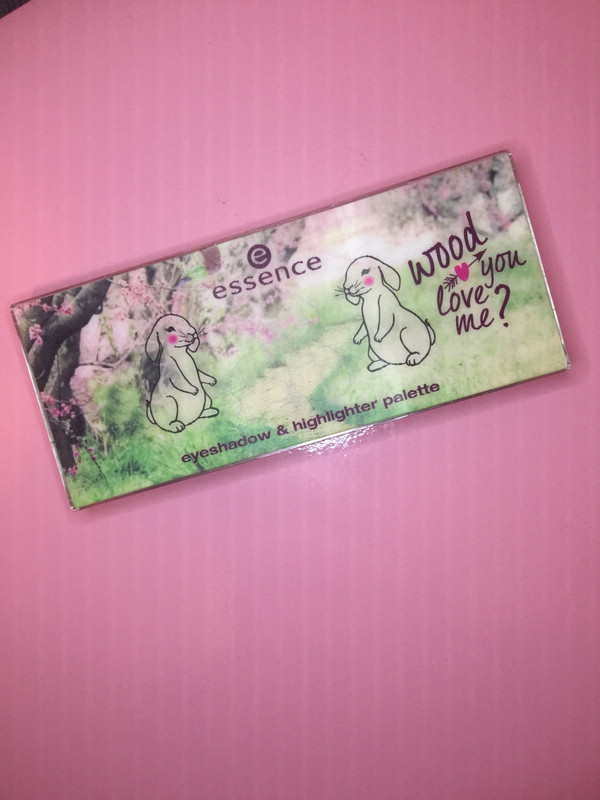 e
essence
wood
you
love
me?
eyeshadow & highlighter palette